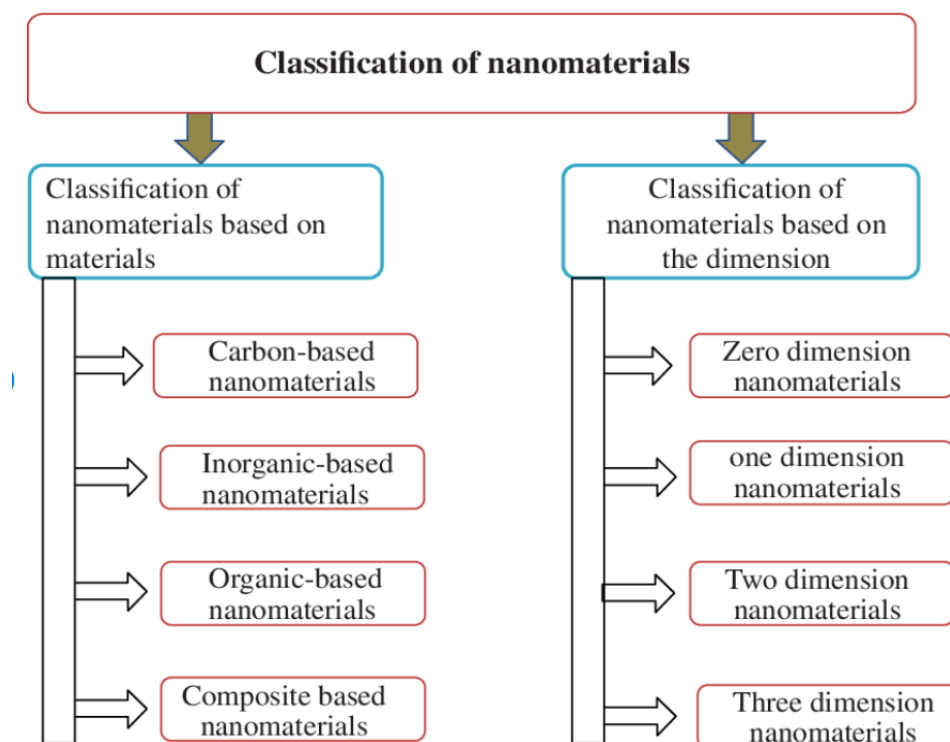 Classification of nanomaterials
Classification of
nanomaterials based on
materials
Carbon-based
nanomaterials
Inorganic-based
nanomaterials
Organic-based
nanomaterials
Composite based
nanomaterials
Classification of
nanomaterials based on
the dimension
Zero dimension
nanomaterials
one dimension
nanomaterials
Two dimension
nanomaterials
Three dimension
nanomaterials